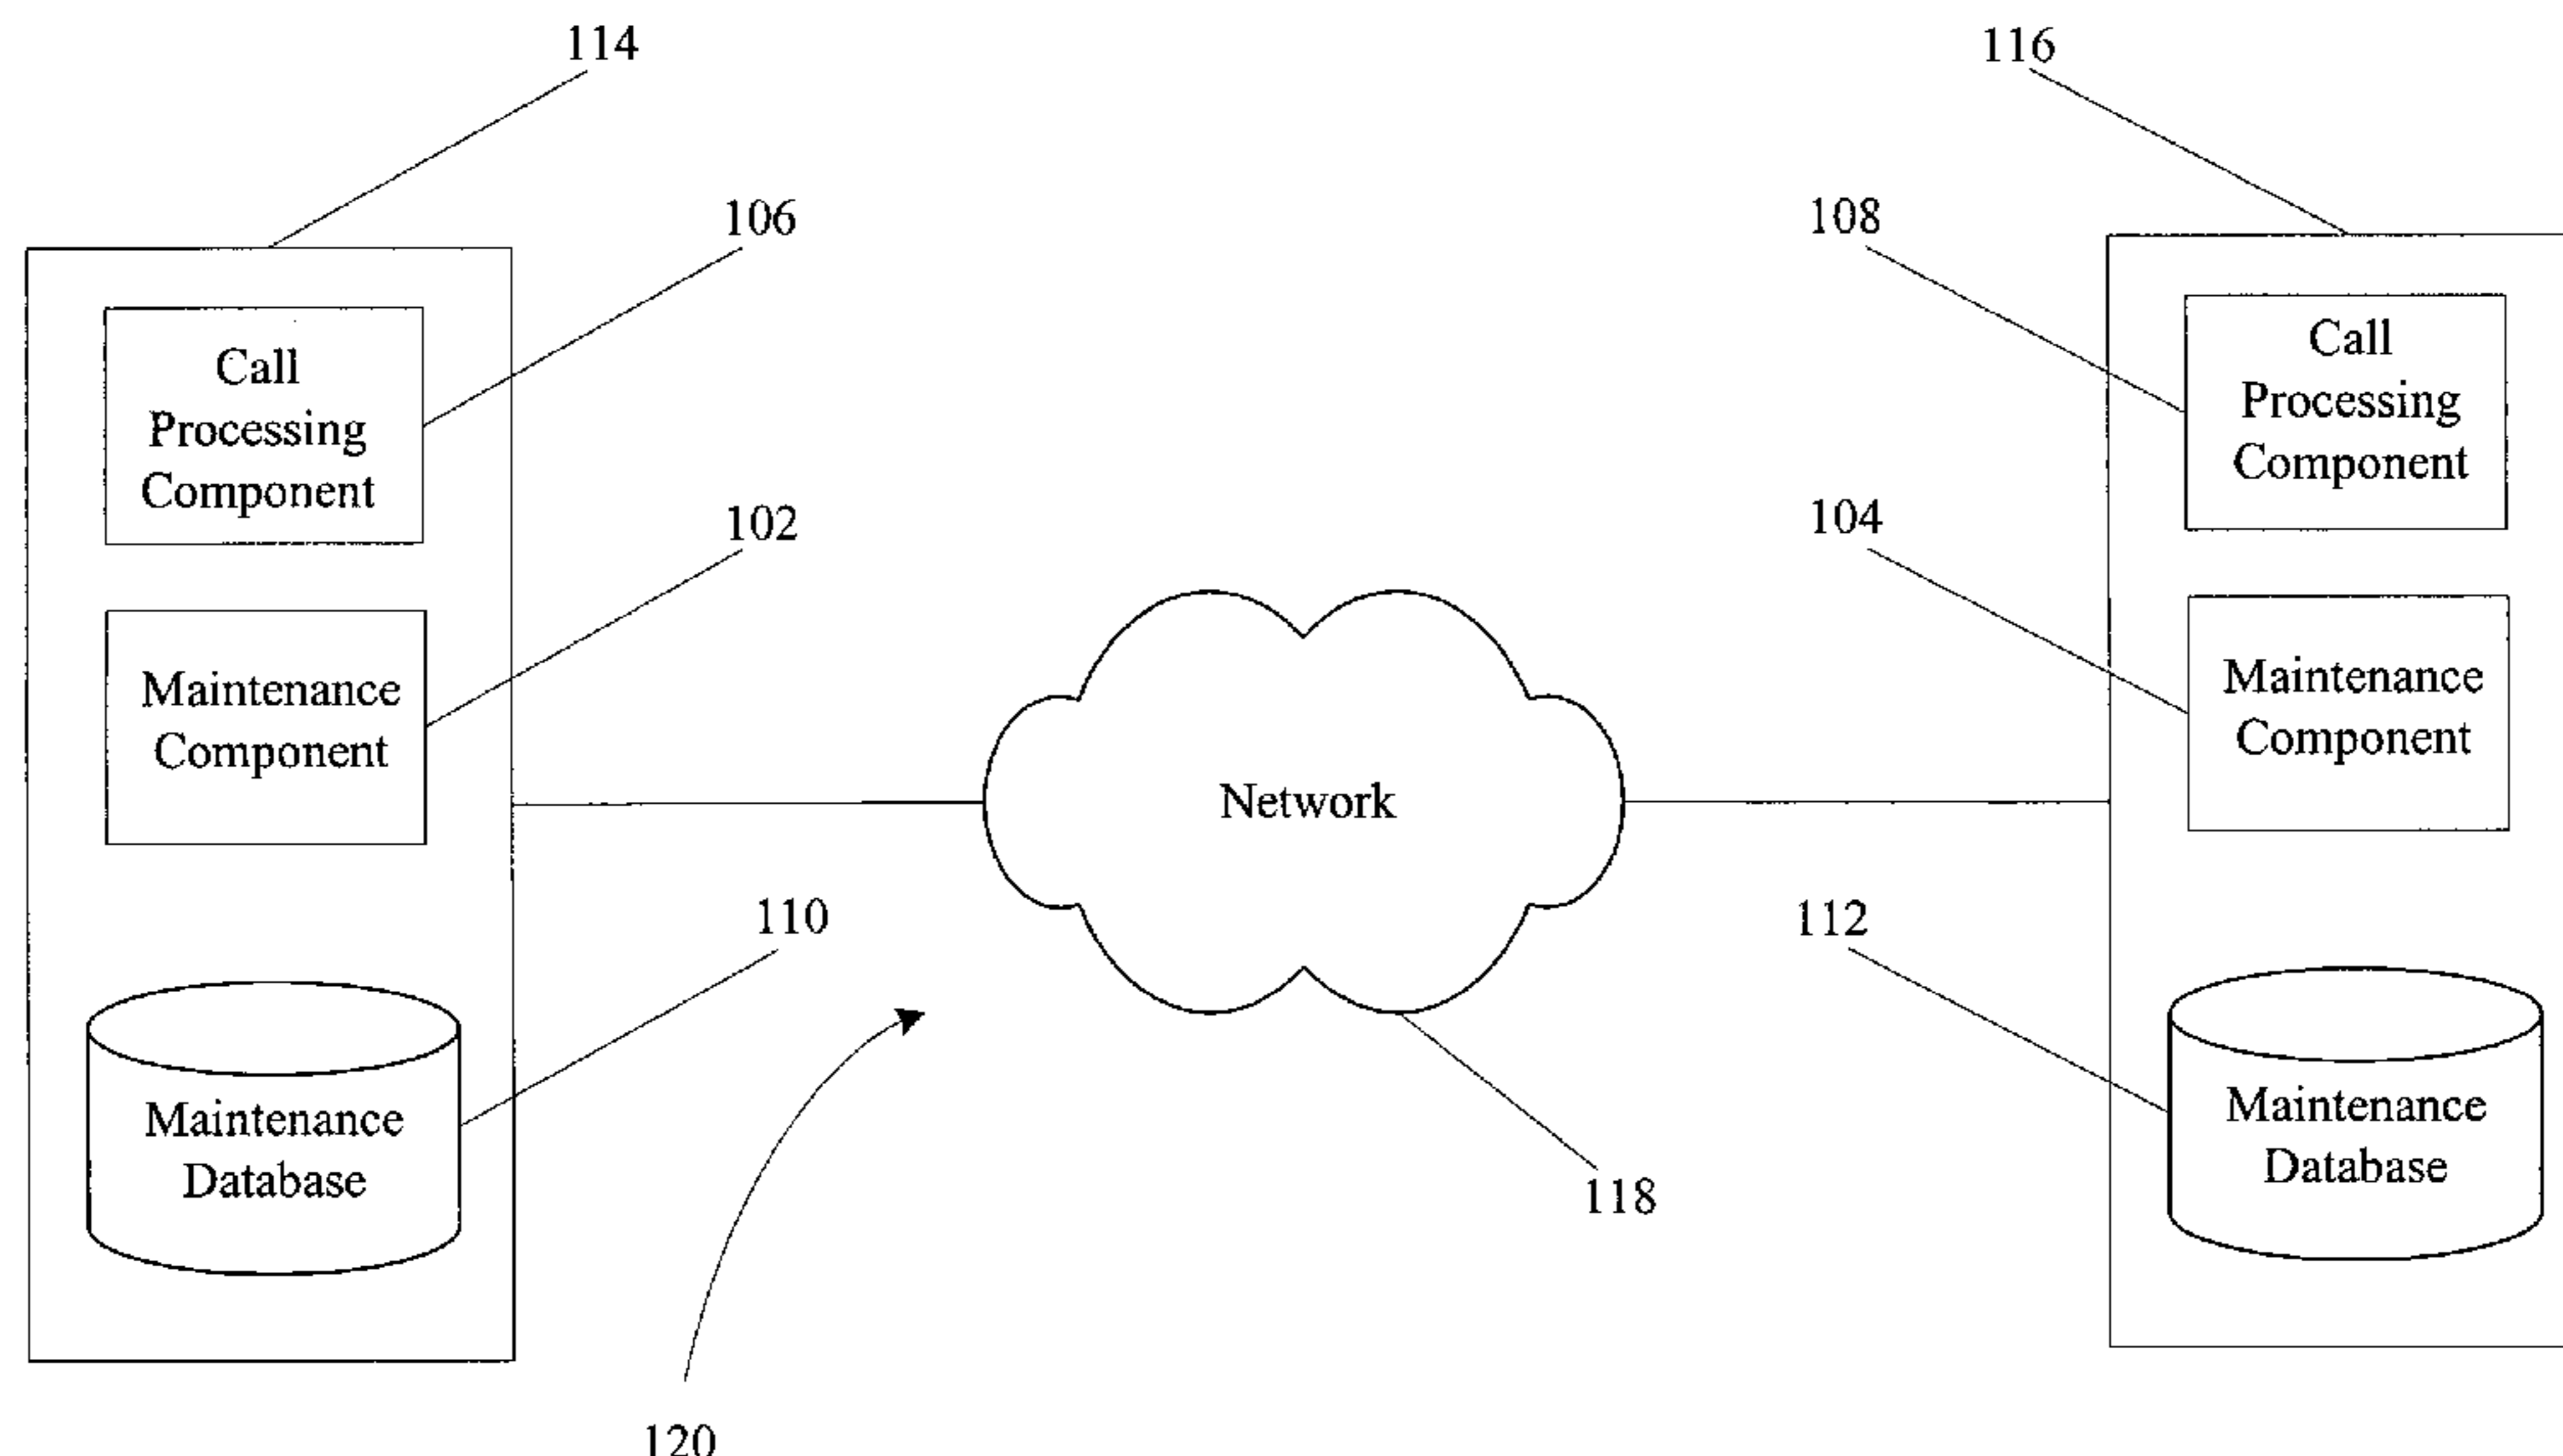 114
116
106
108
Call
Processing
Component
Call
Processing
Component
102
104
Maintenance
Component
Maintenance
Component
Network
110
112
Maintenance
Database
Maintenance
Database
118
120